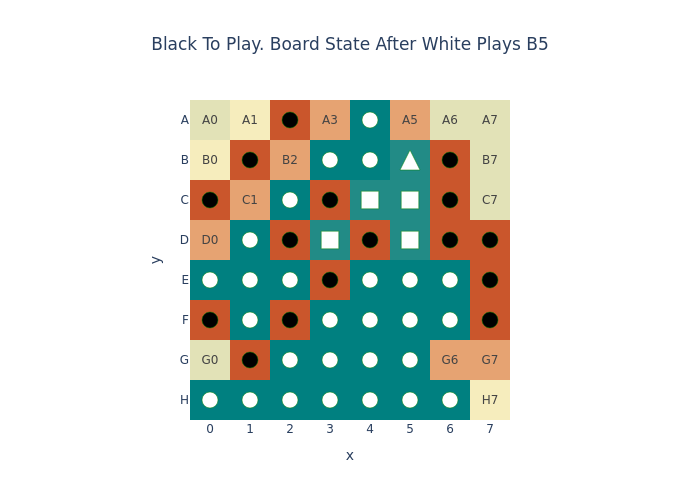 Black To Play. Board State After White Plays B5
A A0 A1 A3 A5 A6 A7
B B0 B2 B7
C C1 C7
D D0
E
F
G G0 G6 G7
H H7
0 1 2 3 4 5 6 7
x
y